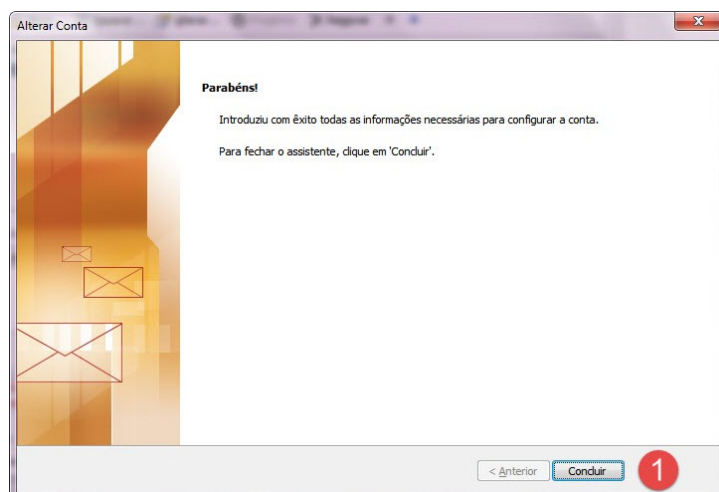 Alterar Conta
Parabéns!
Introduziu com êxito todas as informações necessárias para configurar a conta.
Para fechar o assistente, clique em 'Concluir'.
< Anterior
Concluir
1